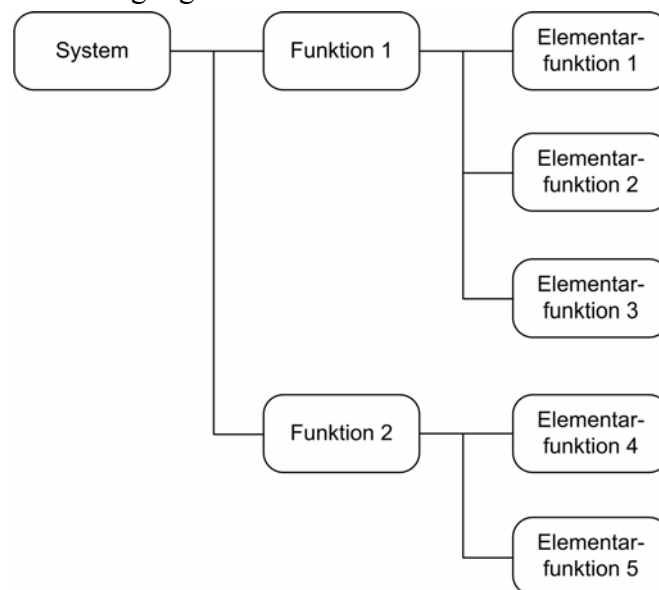 System
Funktion 1
Elementar-
funktion 1
Elementar-
funktion 2
Elementar-
funktion 3
Funktion 2
Elementar-
funktion 4
Elementar-
funktion 5